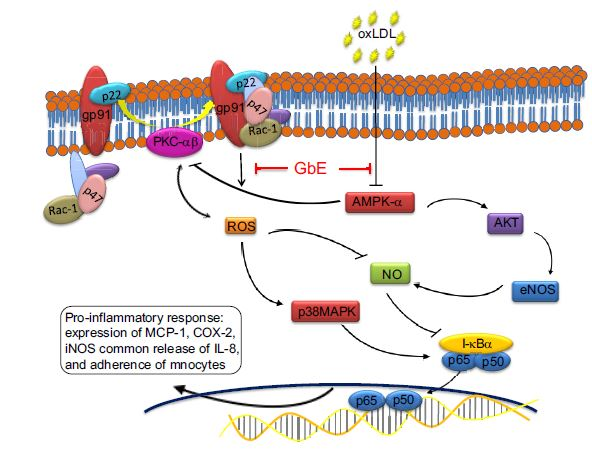 oxLDL
p22
gp91
p22
gp91
p47
Rac-1
PKC-αβ
p47
Rac-1
GbE
AMPK-α
ROS
AKT
NO
eNOS
p38MAPK
I-κBα
p65 p50
Pro-inflammatory response:
expression of MCP-1, COX-2,
iNOS common release of IL-8,
and adherence of mnocytes
p65 p50